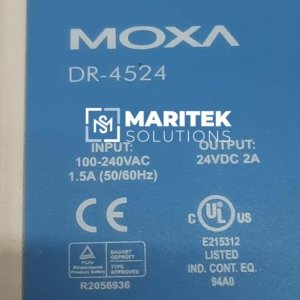 MOXA
DR-4524
MS MARITEK
SOLUTIONS
INPUT:
100-240VAC
1.5A (50/60Hz)
OUTPUT:
24VDC 2A
CE
c UL US
E215312
LISTED
IND. CONT. EQ.
94A0
TÜV
Rheinland
Product Safety
BAUART
GEPRÜFT
TYPE
APPROVED
R2056936